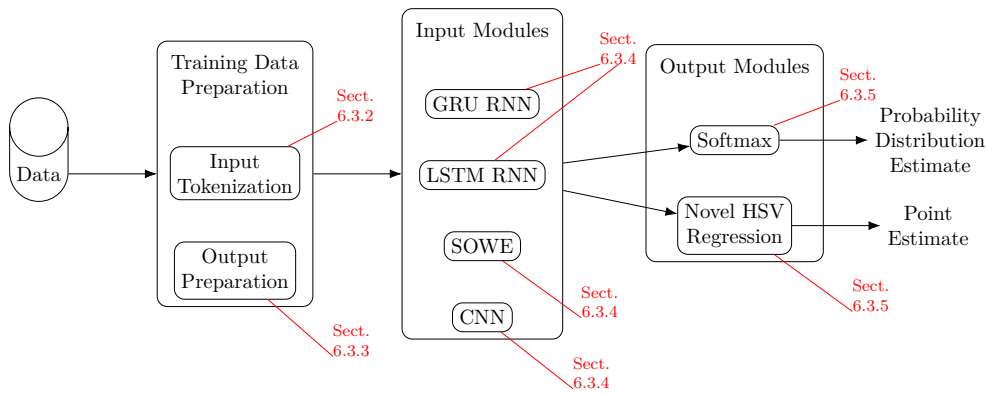 Data
Training Data
Preparation
Sect.
6.3.2
Input
Tokenization
Output
Preparation
Sect.
6.3.3
Input Modules
Sect.
6.3.4
GRU RNN
LSTM RNN
SOWE
Sect.
6.3.4
CNN
Sect.
6.3.4
Output Modules
Sect.
6.3.5
Softmax
Novel HSV
Regression
Sect.
6.3.5
Probability
Distribution
Estimate
Point
Estimate